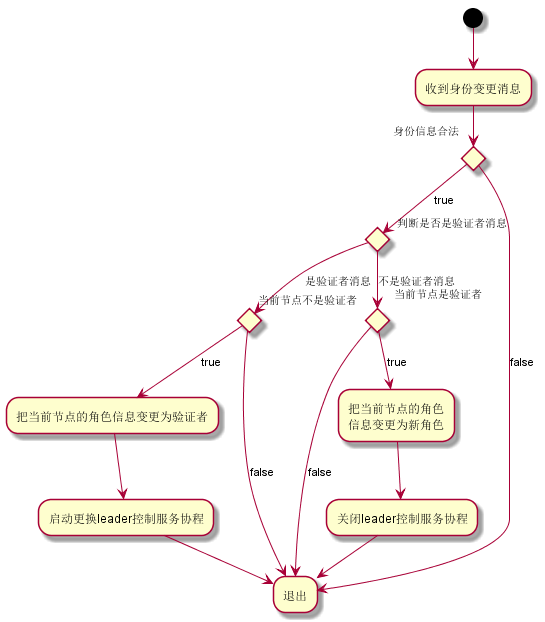 收到身份变更消息
身份信息合法
true
判断是否是验证者消息
是验证者消息
不是验证者消息
当前节点不是验证者
当前节点是验证者
true
true
false
把当前节点的角色信息变更为验证者
把当前节点的角色
信息变更为新角色
false
false
启动更换leader控制服务协程
关闭leader控制服务协程
退出